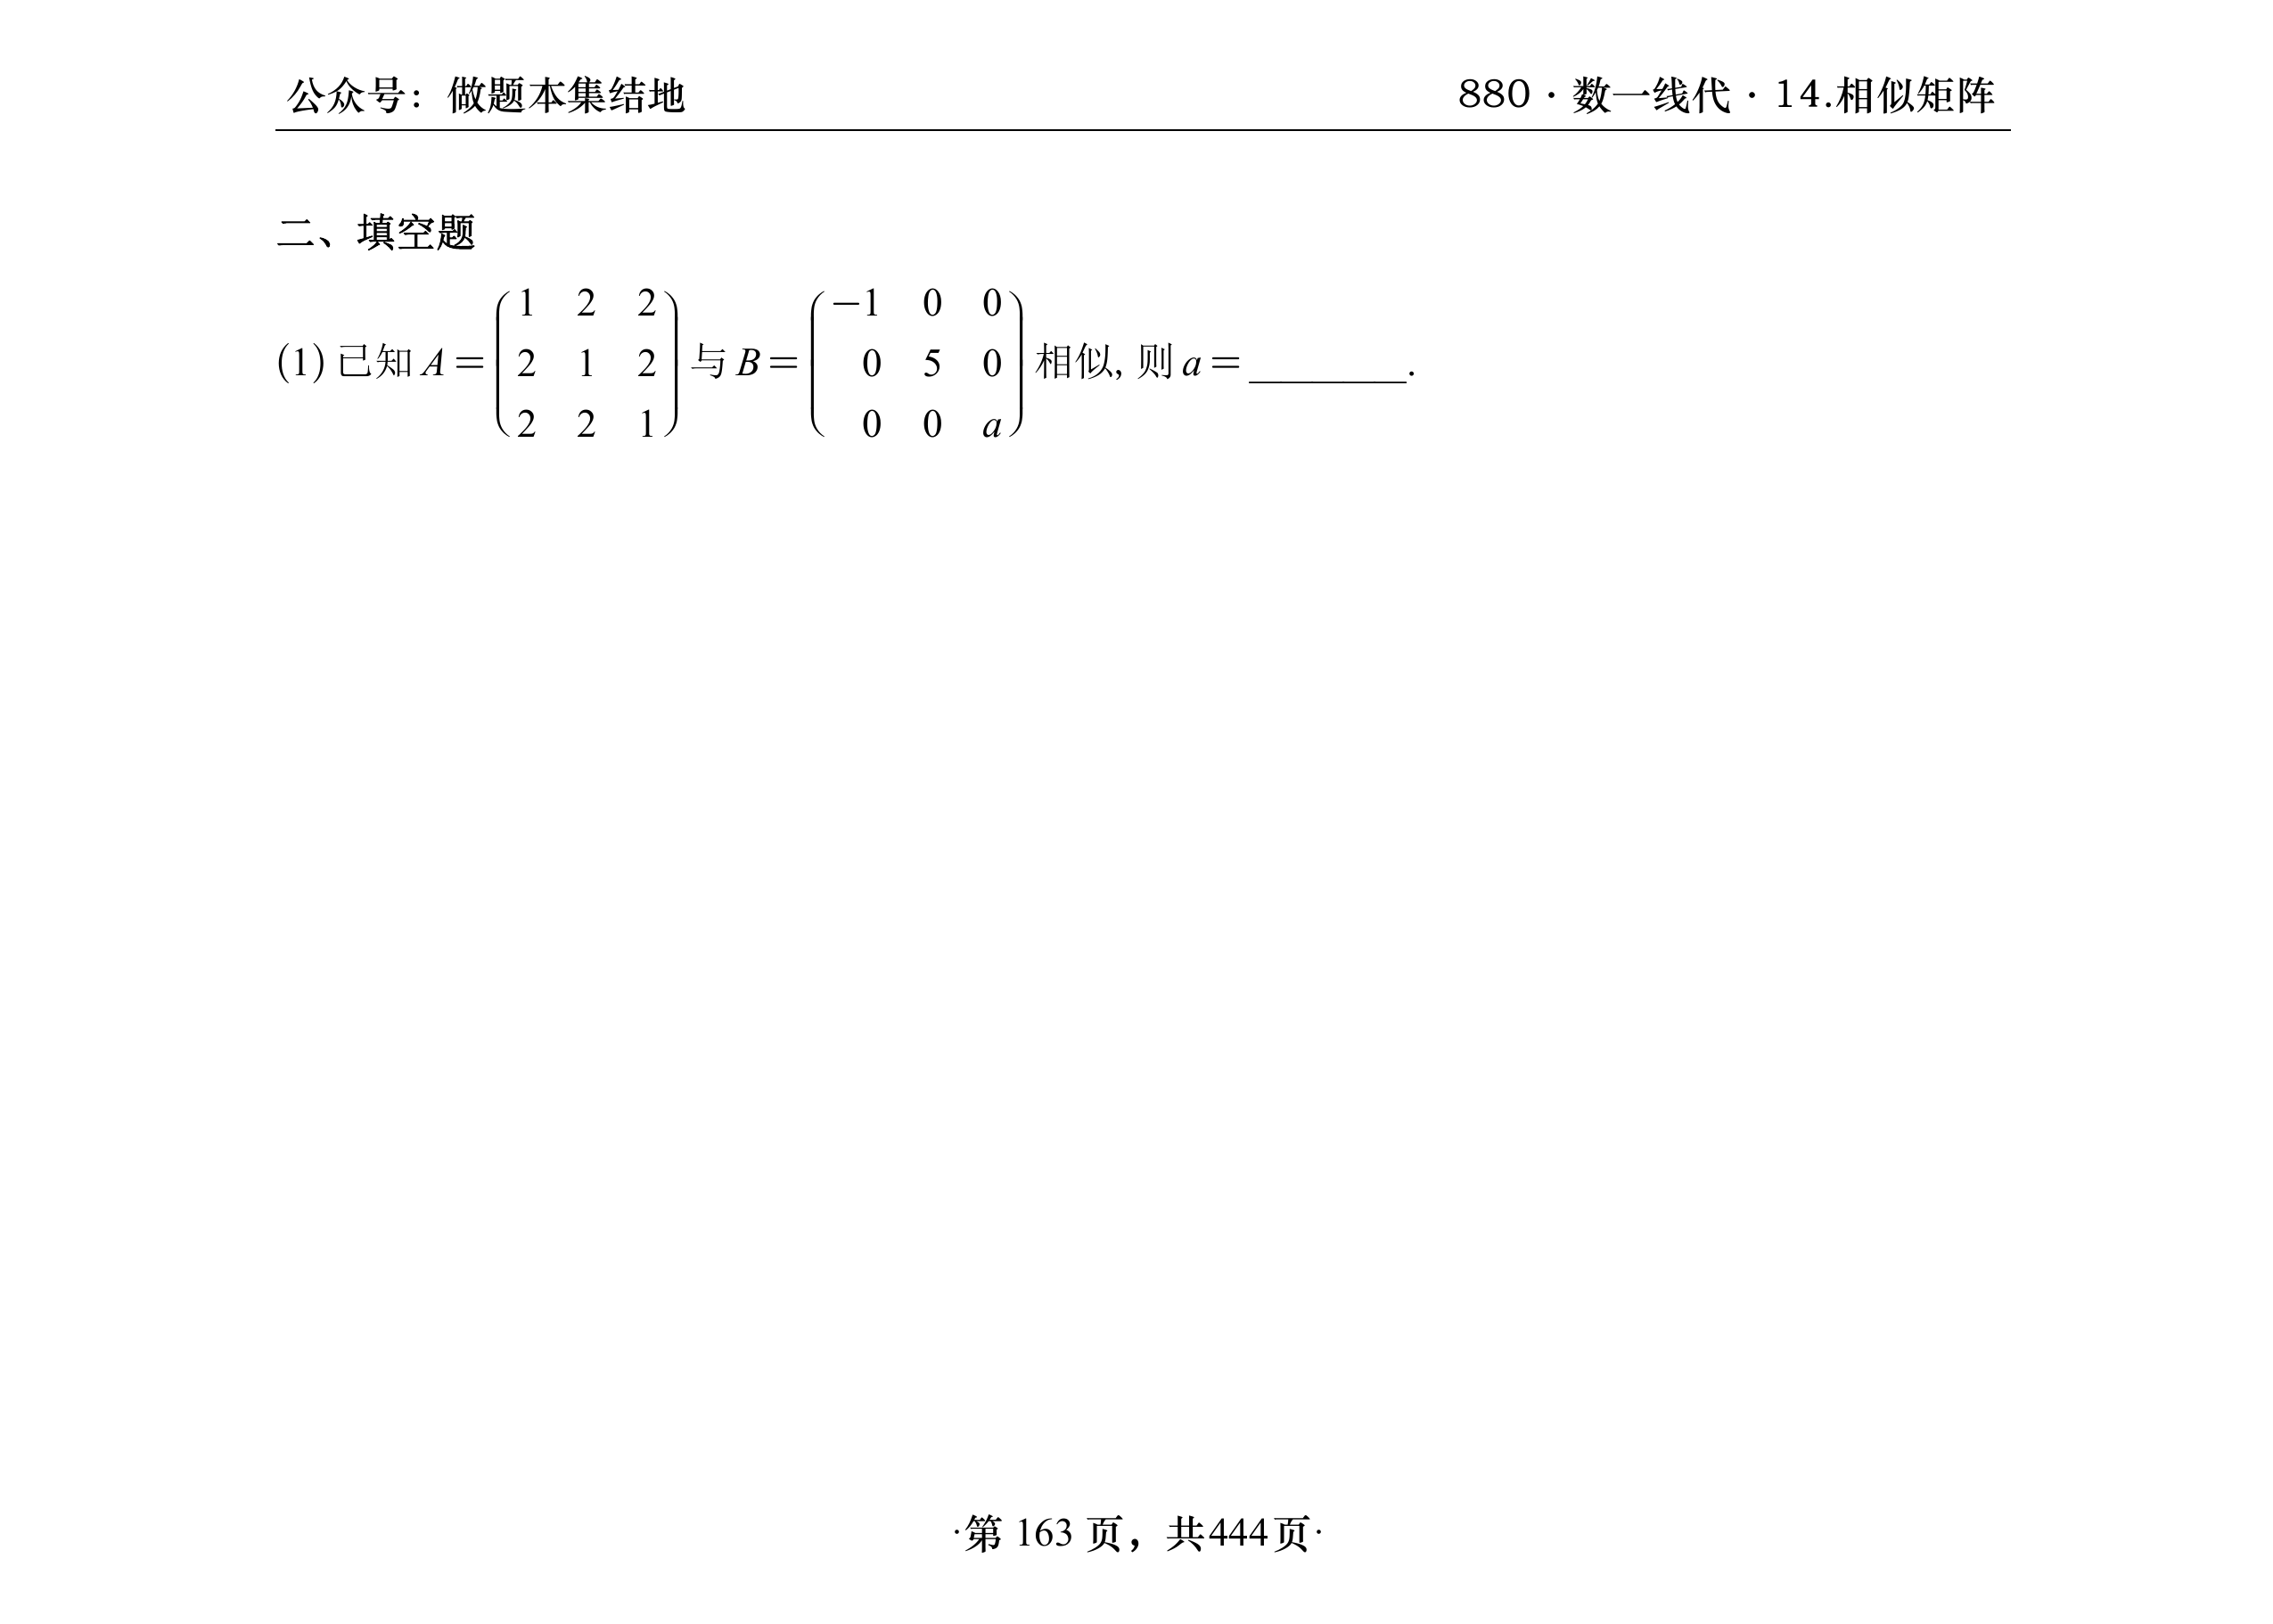 公众号：做题本集结地
880 · 数一线代 · 14.相似矩阵
二、填空题
(1) 已知 A = \begin{pmatrix} 1 & 2 & 2 \\ 2 & 1 & 2 \\ 2 & 2 & 1 \end{pmatrix} 与 B = \begin{pmatrix} -1 & 0 & 0 \\ 0 & 5 & 0 \\ 0 & 0 & a \end{pmatrix} 相似, 则 a = ________.
·第 163 页，共444页·